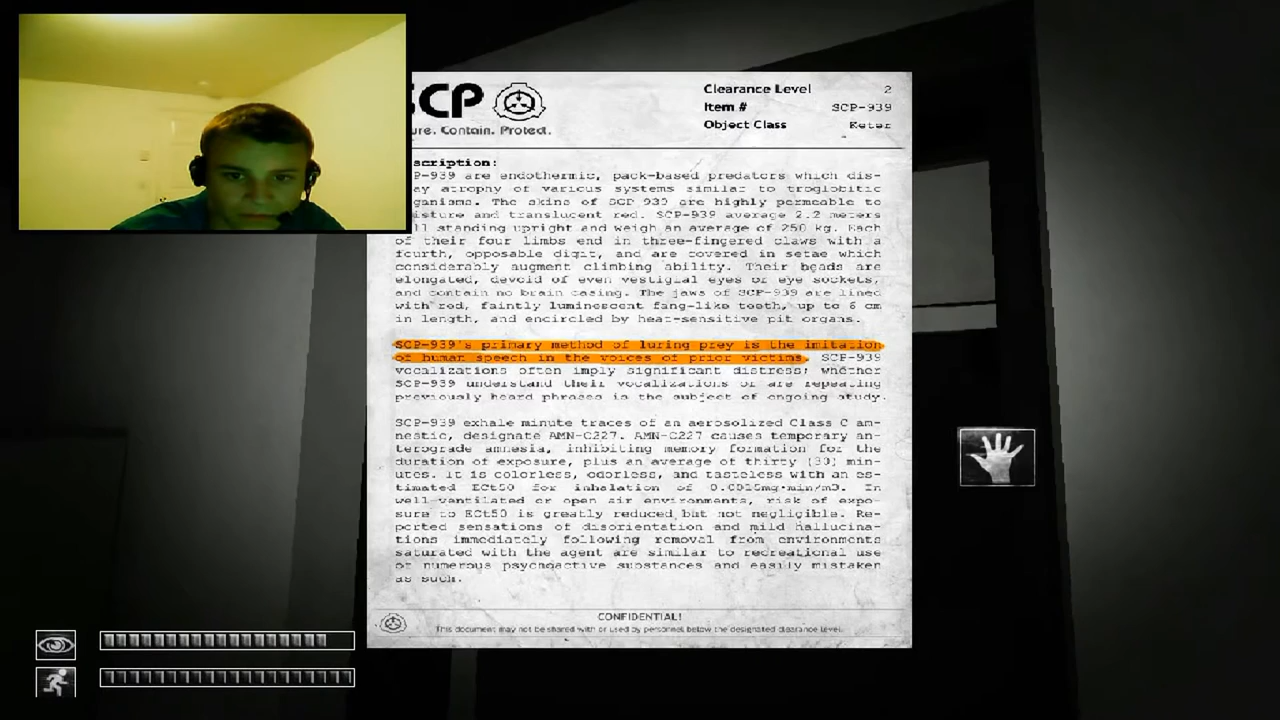 SCP
ure. Contain. Protect.
Clearance Level 2
Item # SCP-939
Object Class Keter
scription:
P-939 are endothermic, pack-based predators which dis-
ay atrophy of various systems similar to troglobitic
ganisms. The skins of SCP-939 are highly permeable to
isture and translucent red. SCP-939 average 2.2 meters
ll standing upright and weigh an average of 250 kg. Each
of their four limbs end in three-fingered claws with a
fourth, opposable digit, and are covered in setae which
considerably augment climbing ability. Their heads are
elongated, devoid of even vestigial eyes or eye sockets,
and contain no brain casing. The jaws of SCP-939 are lined
with red, faintly luminescent fang-like teeth, up to 6 cm
in length, and encircled by heat-sensitive pit organs.
SCP-939's primary method of luring prey is the imitation
of human speech in the voices of prior victims. SCP-939
vocalizations often imply significant distress; whether
SCP-939 understand their vocalizations or are repeating
previously heard phrases is the subject of ongoing study.
SCP-939 exhale minute traces of an aerosolized Class C am-
nestic, designate AMN-C227. AMN-C227 causes temporary an-
terograde amnesia, inhibiting memory formation for the
duration of exposure, plus an average of thirty (30) min-
utes. It is colorless, odorless, and tasteless with an es-
timated ECt50 for inhalation of 0.0015mg·min/m3. In
well-ventilated or open air environments, risk of expo-
sure to ECt50 is greatly reduced but not negligible. Re-
ported sensations of disorientation and mild hallucina-
tions immediately following removal from environments
saturated with the agent are similar to recreational use
of numerous psychoactive substances and easily mistaken
as such.
CONFIDENTIAL!
This document may not be shared with or used by personnel below the designated clearance level.